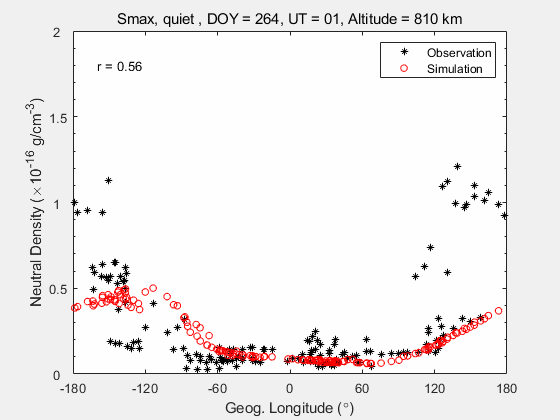 Smax, quiet , DOY = 264, UT = 01, Altitude = 810 km
2
1.5
1
0.5
0
Neutral Density (×10^-16 g/cm^-3)
r = 0.56
Observation
Simulation
-180 -120 -60 0 60 120 180
Geog. Longitude (°)